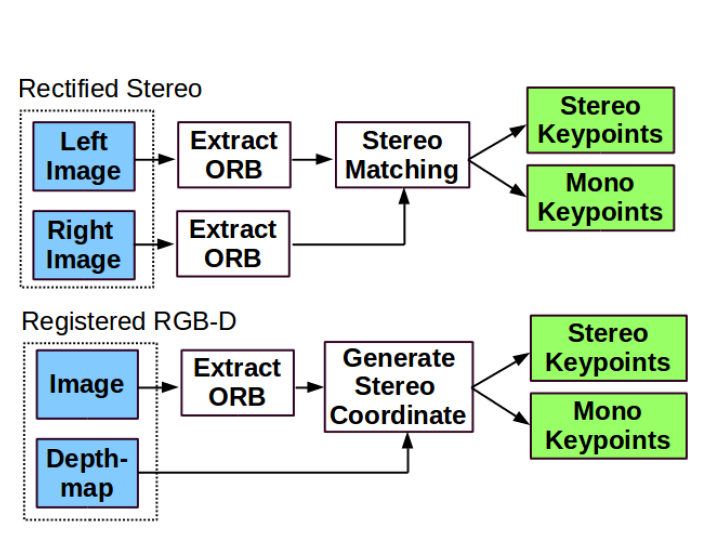 Rectified Stereo
Left
Image
Extract
ORB
Stereo
Matching
Stereo
Keypoints
Mono
Keypoints
Right
Image
Extract
ORB
Registered RGB-D
Image
Extract
ORB
Generate
Stereo
Coordinate
Stereo
Keypoints
Mono
Keypoints
Depth-
map